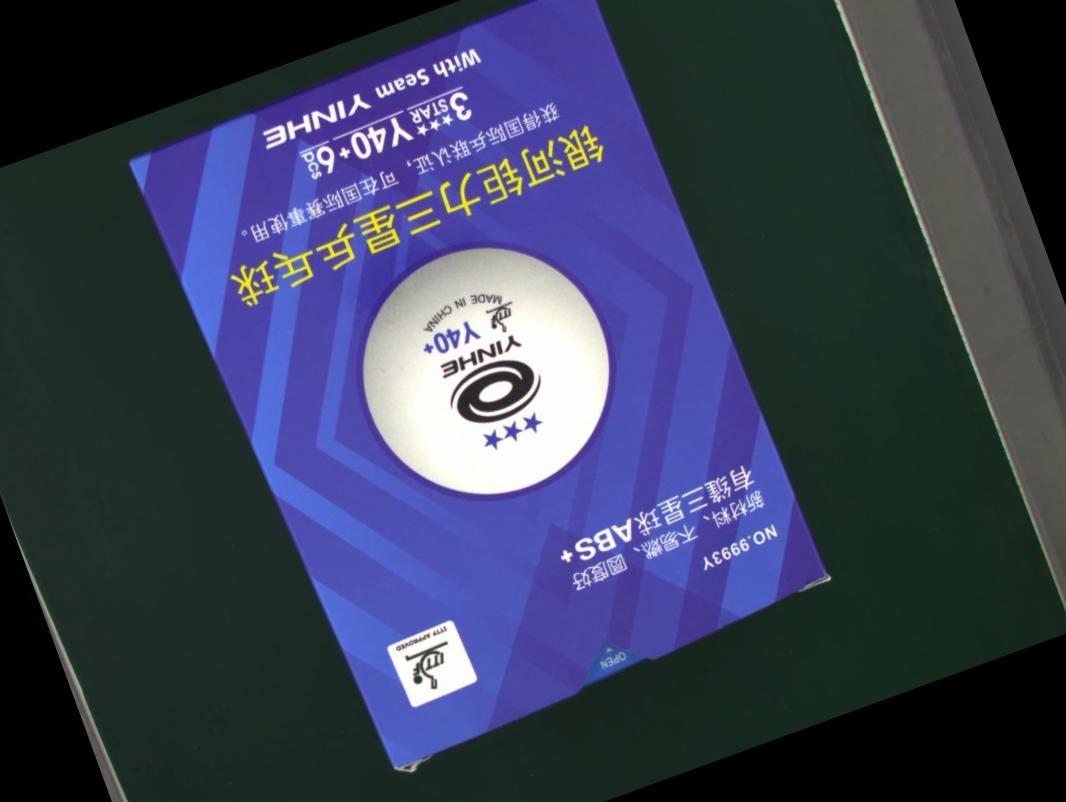 NO.9993Y
新材料、不易燃、圆度好
有缝三星球ABS+
OPEN
ITTF APPROVED
★★★
YINHE
Y40+
MADE IN CHINA
银河钜力三星乒乓球
获得国际乒联认证，可在国际赛事使用。
3 STAR ★★★ Y40+ 6 PCS
With Seam YINHE